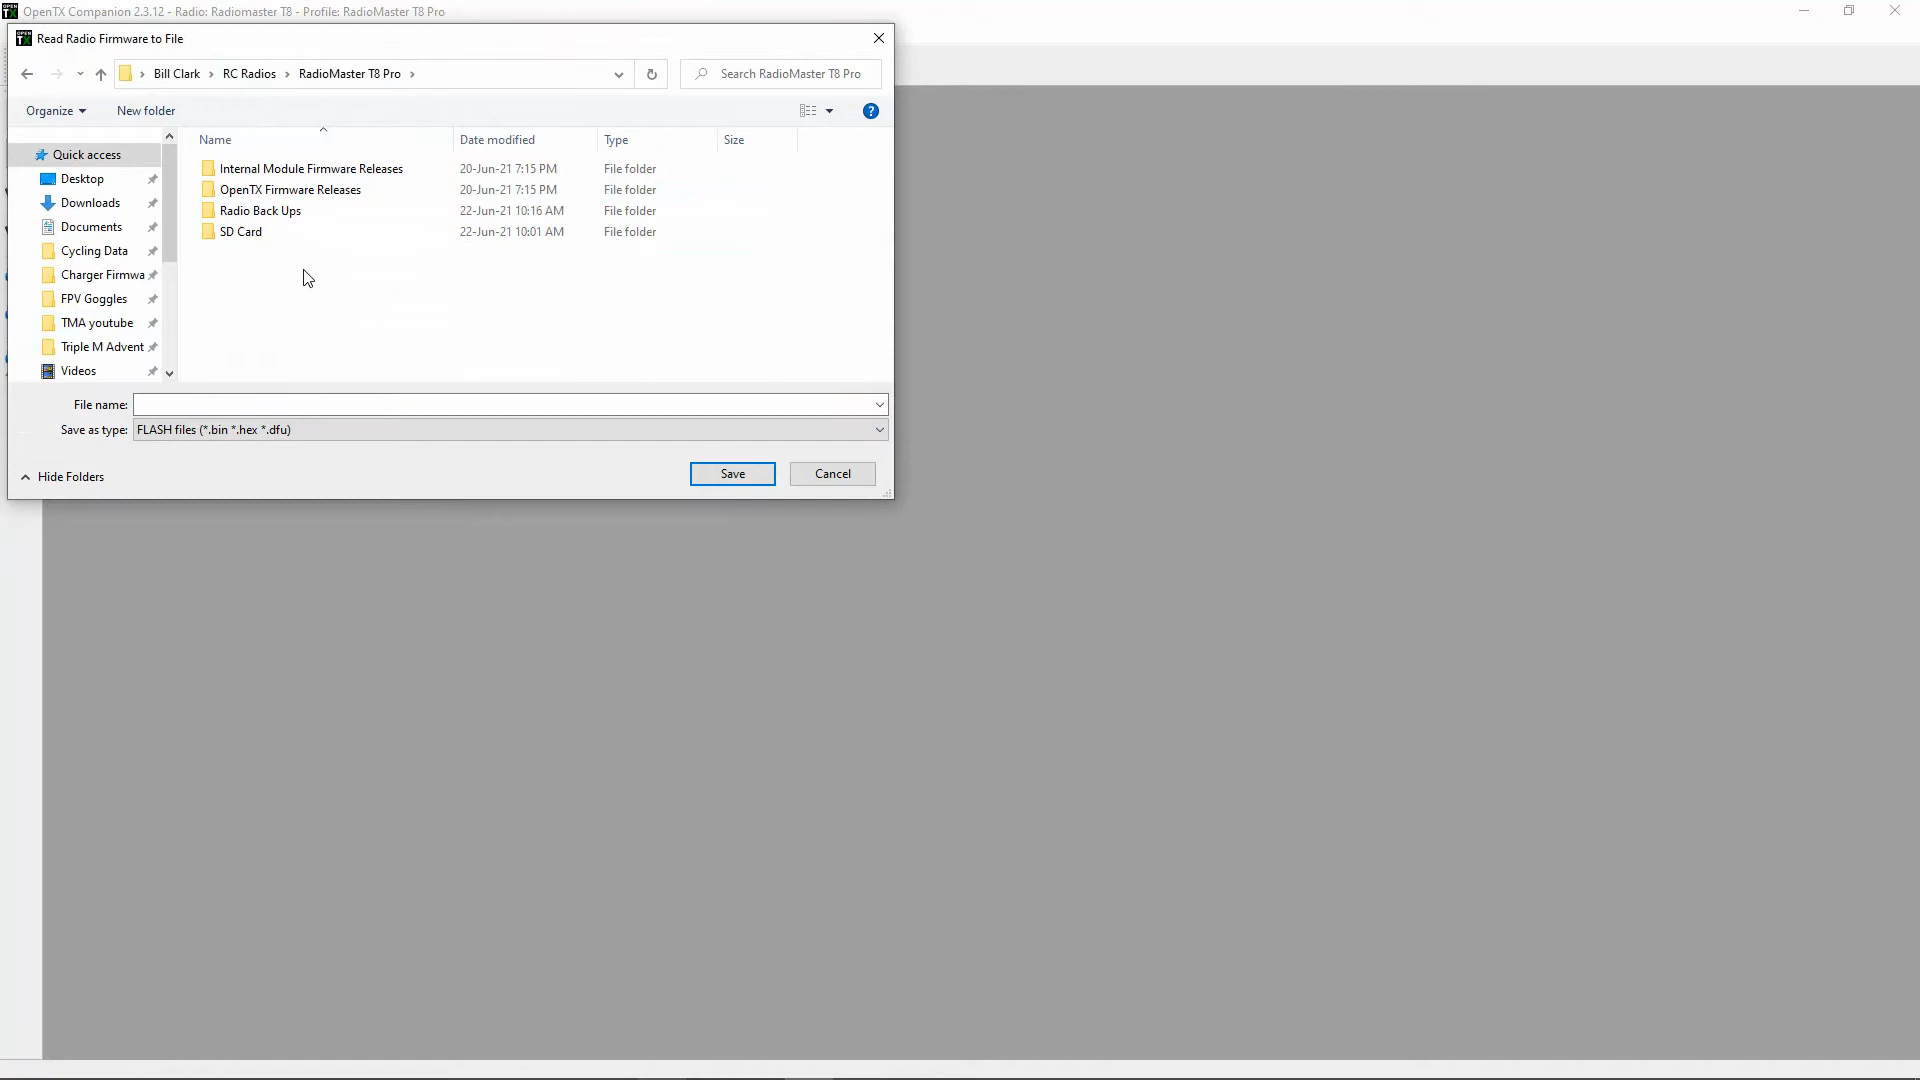 OpenTX Companion 2.3.12 - Radio: Radiomaster T8 - Profile: RadioMaster T8 Pro
Read Radio Firmware to File
Bill Clark > RC Radios > RadioMaster T8 Pro >
Search RadioMaster T8 Pro
Organize
New folder
Name Date modified Type Size
Quick access
Desktop
Downloads
Documents
Cycling Data
Charger Firmwa
FPV Goggles
TMA youtube
Triple M Advent
Videos
Internal Module Firmware Releases 20-Jun-21 7:15 PM File folder
OpenTX Firmware Releases 20-Jun-21 7:15 PM File folder
Radio Back Ups 22-Jun-21 10:16 AM File folder
SD Card 22-Jun-21 10:01 AM File folder
File name:
Save as type: FLASH files (*.bin *.hex *.dfu)
Hide Folders
Save
Cancel